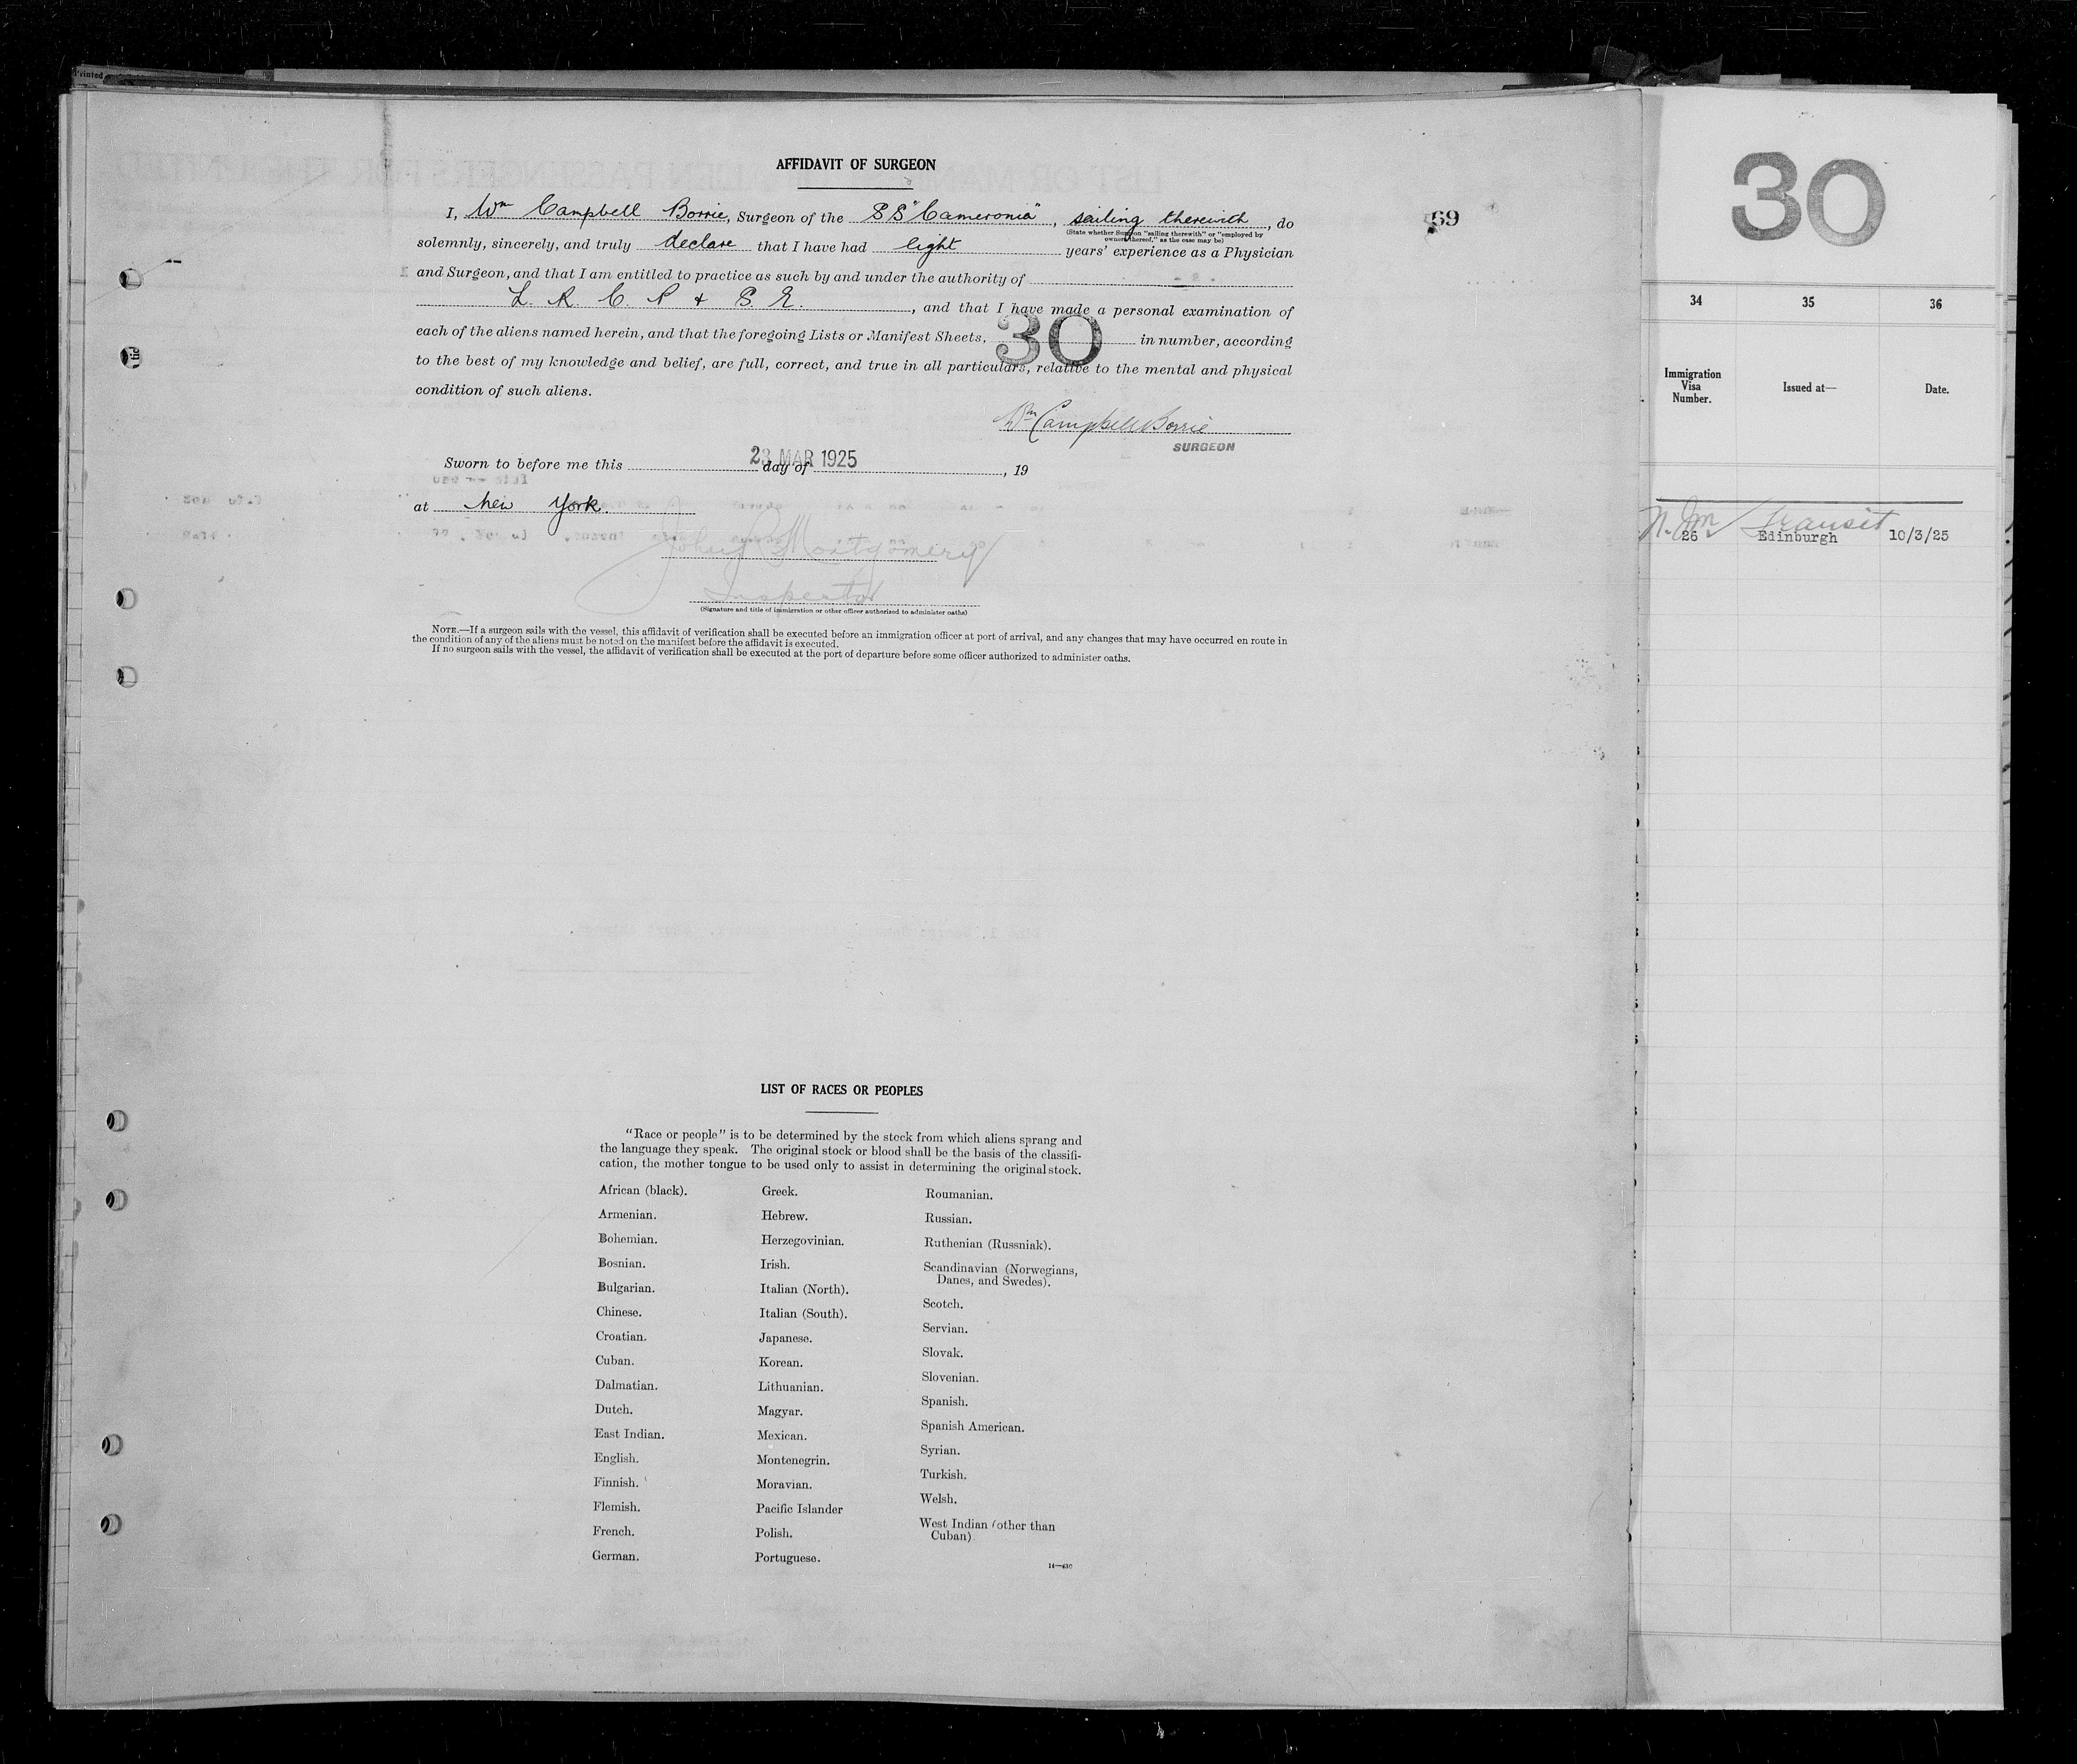 Printed
AFFIDAVIT OF SURGEON
I, Wm Campbell Borrie, Surgeon of the S S "Cameronia", sailing therewith, do
(State whether Surgeon "sailing therewith" or "employed by
owners thereof," as the case may be)
solemnly, sincerely, and truly declare that I have had eight years' experience as a Physician
and Surgeon, and that I am entitled to practice as such by and under the authority of
L. R. C. P & S. E., and that I have made a personal examination of
each of the aliens named herein, and that the foregoing Lists or Manifest Sheets, 30 in number, according
to the best of my knowledge and belief, are full, correct, and true in all particulars, relative to the mental and physical
condition of such aliens.
Wm Campbell Borrie
SURGEON
Sworn to before me this 23 MAR 1925 day of , 19
at New York.
John Montgomery
Inspector
(Signature and title of immigration or other officer authorized to administer oaths)
NOTE.—If a surgeon sails with the vessel, this affidavit of verification shall be executed before an immigration officer at port of arrival, and any changes that may have occurred en route in
the condition of any of the aliens must be noted on the manifest before the affidavit is executed.
If no surgeon sails with the vessel, the affidavit of verification shall be executed at the port of departure before some officer authorized to administer oaths.
69
LIST OF RACES OR PEOPLES
"Race or people" is to be determined by the stock from which aliens sprang and
the language they speak. The original stock or blood shall be the basis of the classifi-
cation, the mother tongue to be used only to assist in determining the original stock.
African (black).
Armenian.
Bohemian.
Bosnian.
Bulgarian.
Chinese.
Croatian.
Cuban.
Dalmatian.
Dutch.
East Indian.
English.
Finnish.
Flemish.
French.
German.
Greek.
Hebrew.
Herzegovinian.
Irish.
Italian (North).
Italian (South).
Japanese.
Korean.
Lithuanian.
Magyar.
Mexican.
Montenegrin.
Moravian.
Pacific Islander
Polish.
Portuguese.
Roumanian.
Russian.
Ruthenian (Russniak).
Scandinavian (Norwegians,
Danes, and Swedes).
Scotch.
Servian.
Slovak.
Slovenian.
Spanish.
Spanish American.
Syrian.
Turkish.
Welsh.
West Indian (other than
Cuban)
30
34 35 36
Immigration
Visa
Number.
Issued at—
Date.
Transit
26 Edinburgh 10/3/25